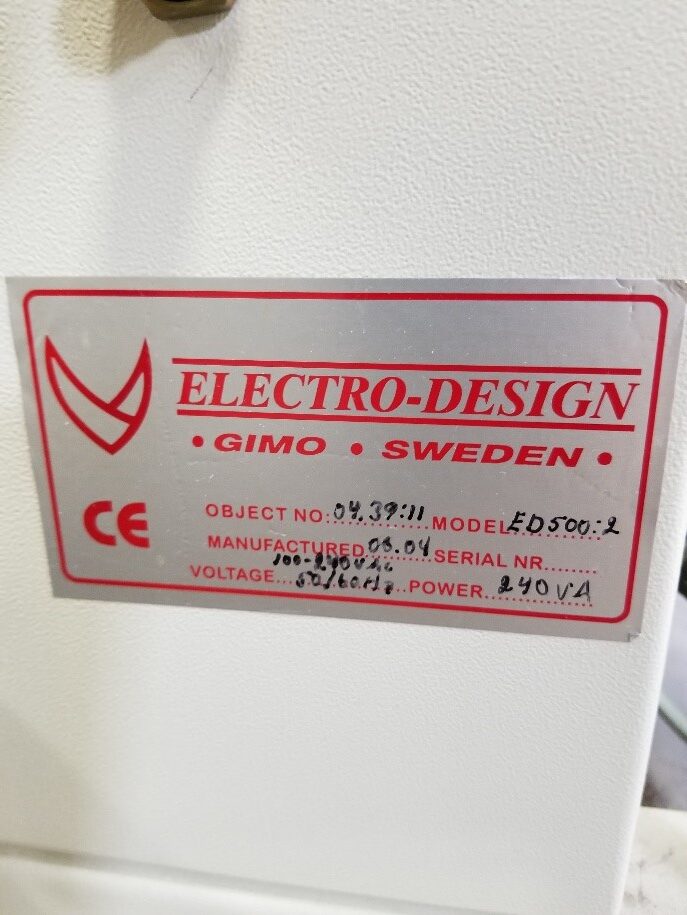 ELECTRO-DESIGN
• GIMO • SWEDEN •
CE
OBJECT NO: 04.39:11 MODEL ED500:2
MANUFACTURED 08.04 SERIAL NR.......
100-240VAC
VOLTAGE... 50/60Hz ..POWER. 240VA